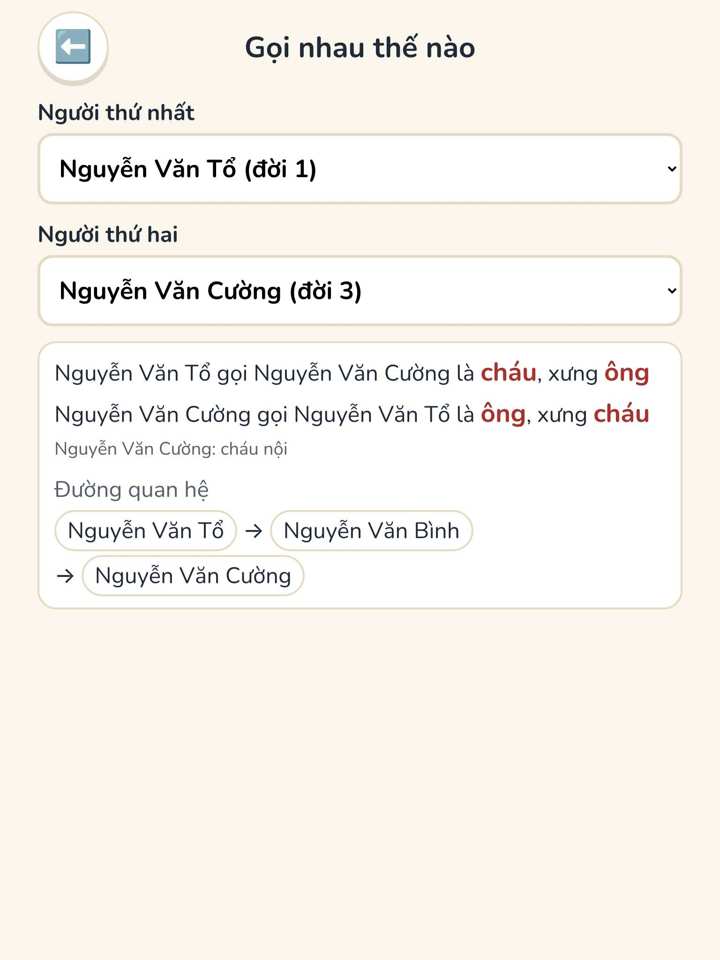 Gọi nhau thế nào
Người thứ nhất
Nguyễn Văn Tổ (đời 1)
Người thứ hai
Nguyễn Văn Cường (đời 3)
Nguyễn Văn Tổ gọi Nguyễn Văn Cường là cháu, xưng ông
Nguyễn Văn Cường gọi Nguyễn Văn Tổ là ông, xưng cháu
Nguyễn Văn Cường: cháu nội
Đường quan hệ
Nguyễn Văn Tổ → Nguyễn Văn Bình
→ Nguyễn Văn Cường